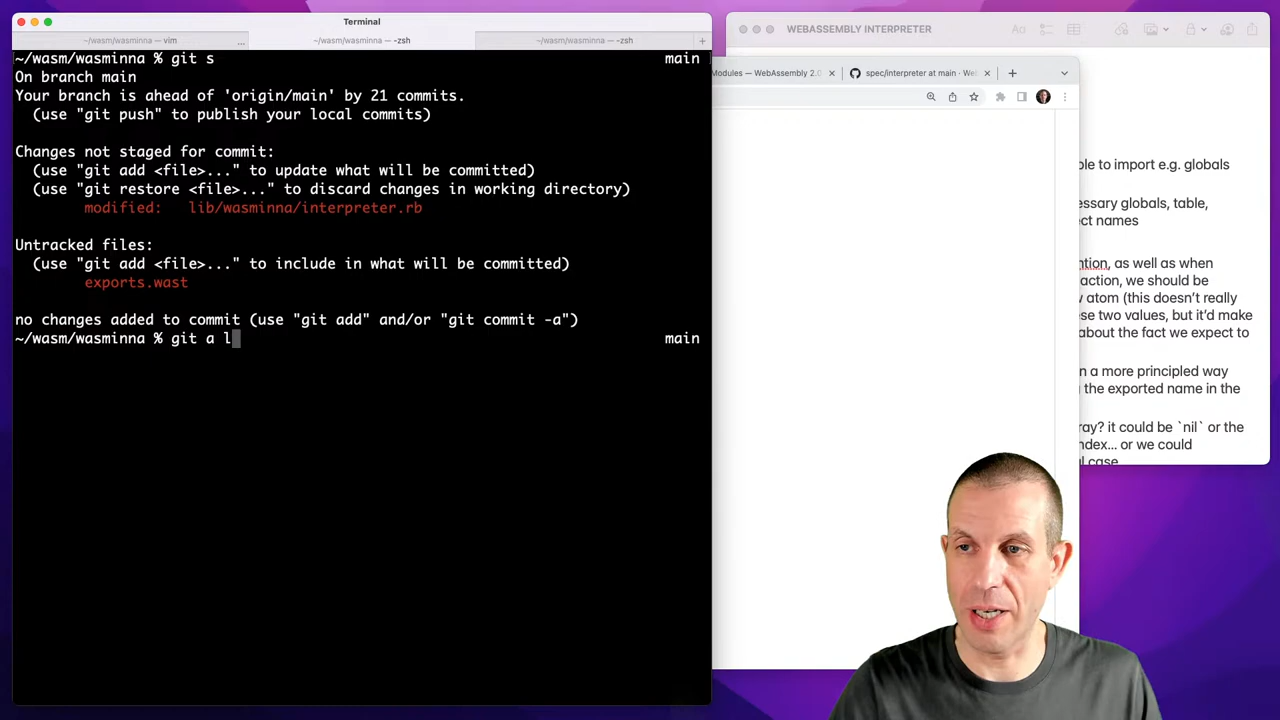 Terminal
~/wasm/wasminna — vim
...
~/wasm/wasminna — -zsh
~/wasm/wasminna — -zsh
+
~/wasm/wasminna % git s
main
On branch main
Your branch is ahead of 'origin/main' by 21 commits.
(use "git push" to publish your local commits)
Changes not staged for commit:
(use "git add <file>..." to update what will be committed)
(use "git restore <file>..." to discard changes in working directory)
modified: lib/wasminna/interpreter.rb
Untracked files:
(use "git add <file>..." to include in what will be committed)
exports.wast
no changes added to commit (use "git add" and/or "git commit -a")
~/wasm/wasminna % git a l
main
WEBASSEMBLY INTERPRETER
Aa
Modules — WebAssembly 2.0
spec/interpreter at main · We
ble to import e.g. globals
essary globals, table,
ect names
ntion, as well as when
action, we should be
w atom (this doesn't really
ese two values, but it'd make
about the fact we expect to
n a more principled way
the exported name in the
ray? it could be `nil` or the
ndex... or we could
al case